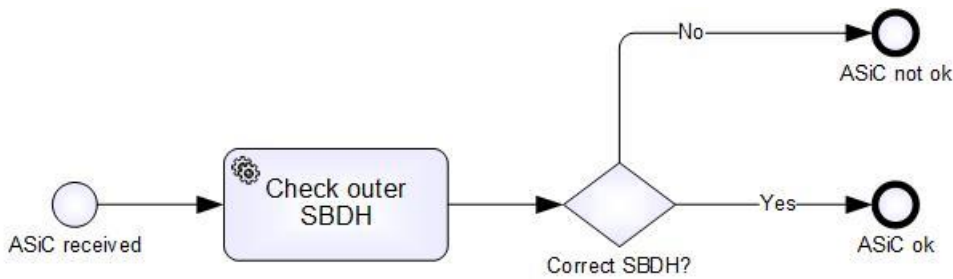 No
ASiC not ok
Check outer
SBDH
ASiC received
Yes
ASiC ok
Correct SBDH?